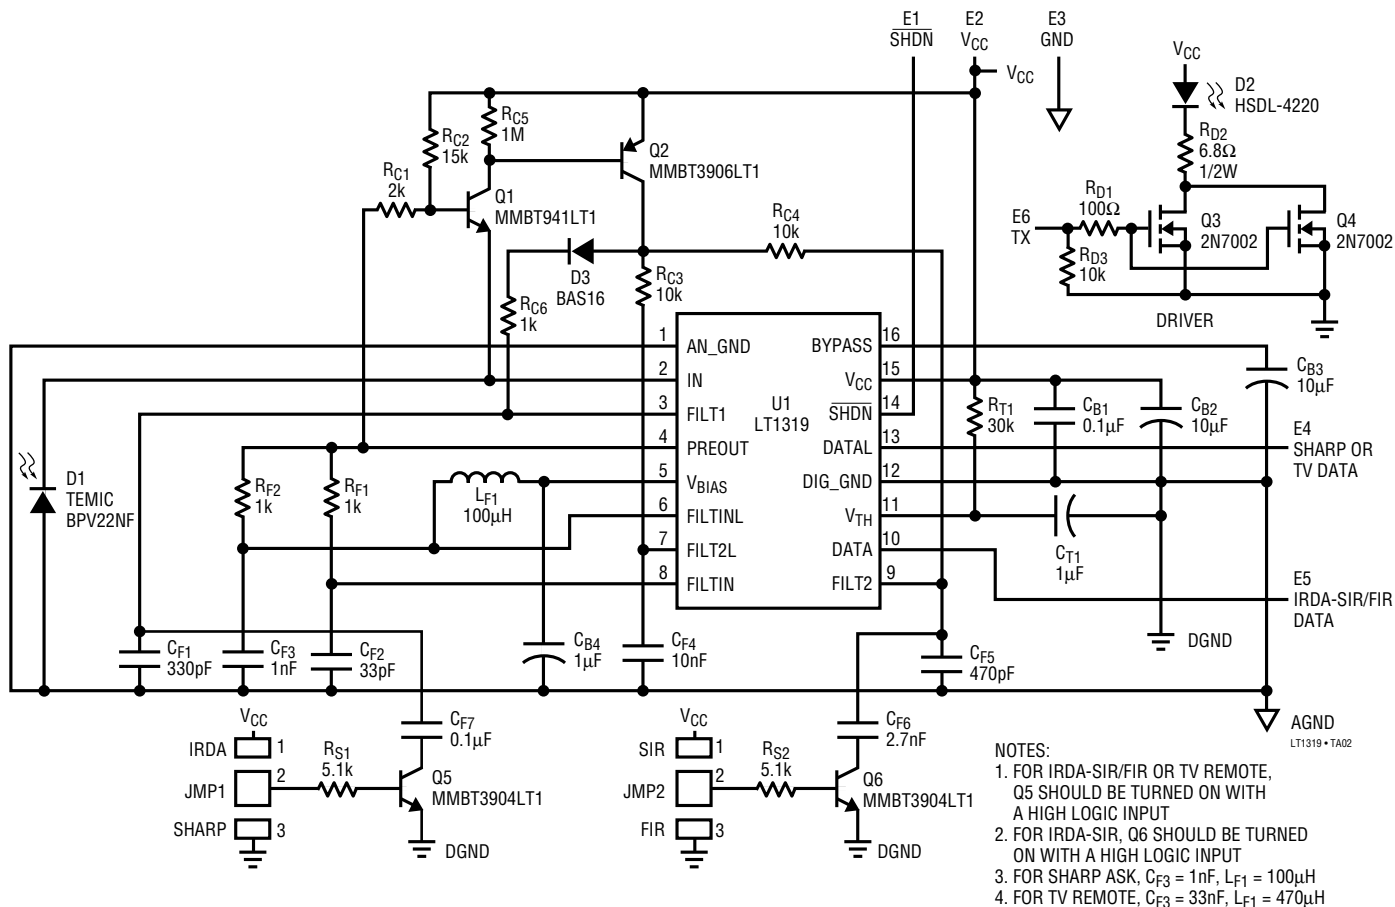 E1
SHDN
E2
VCC
E3
GND
VCC
VCC
D2
HSDL-4220
RD2
6.8Ω
1/2W
RC5
1M
RC2
15k
RC1
2k
Q1
MMBT941LT1
Q2
MMBT3906LT1
RC4
10k
RD1
100Ω
E6
TX
RD3
10k
Q3
2N7002
Q4
2N7002
DRIVER
D3
BAS16
RC3
10k
RC6
1k
U1
LT1319
1 AN_GND
2 IN
3 FILT1
4 PREOUT
5 VBIAS
6 FILTINL
7 FILT2L
8 FILTIN
BYPASS 16
VCC 15
SHDN 14
DATAL 13
DIG_GND 12
VTH 11
DATA 10
FILT2 9
RT1
30k
CB1
0.1µF
CB2
10µF
CB3
10µF
E4
SHARP OR
TV DATA
D1
TEMIC
BPV22NF
RF2
1k
RF1
1k
LF1
100µH
CT1
1µF
E5
IRDA-SIR/FIR
DATA
DGND
CF1
330pF
CF3
1nF
CF2
33pF
CB4
1µF
CF4
10nF
CF5
470pF
AGND
LT1319 • TA02
VCC
IRDA 1
JMP1 2
SHARP 3
RS1
5.1k
CF7
0.1µF
Q5
MMBT3904LT1
DGND
VCC
SIR 1
JMP2 2
FIR 3
RS2
5.1k
CF6
2.7nF
Q6
MMBT3904LT1
DGND
NOTES:
1. FOR IRDA-SIR/FIR OR TV REMOTE,
Q5 SHOULD BE TURNED ON WITH
A HIGH LOGIC INPUT
2. FOR IRDA-SIR, Q6 SHOULD BE TURNED
ON WITH A HIGH LOGIC INPUT
3. FOR SHARP ASK, CF3 = 1nF, LF1 = 100µH
4. FOR TV REMOTE, CF3 = 33nF, LF1 = 470µH